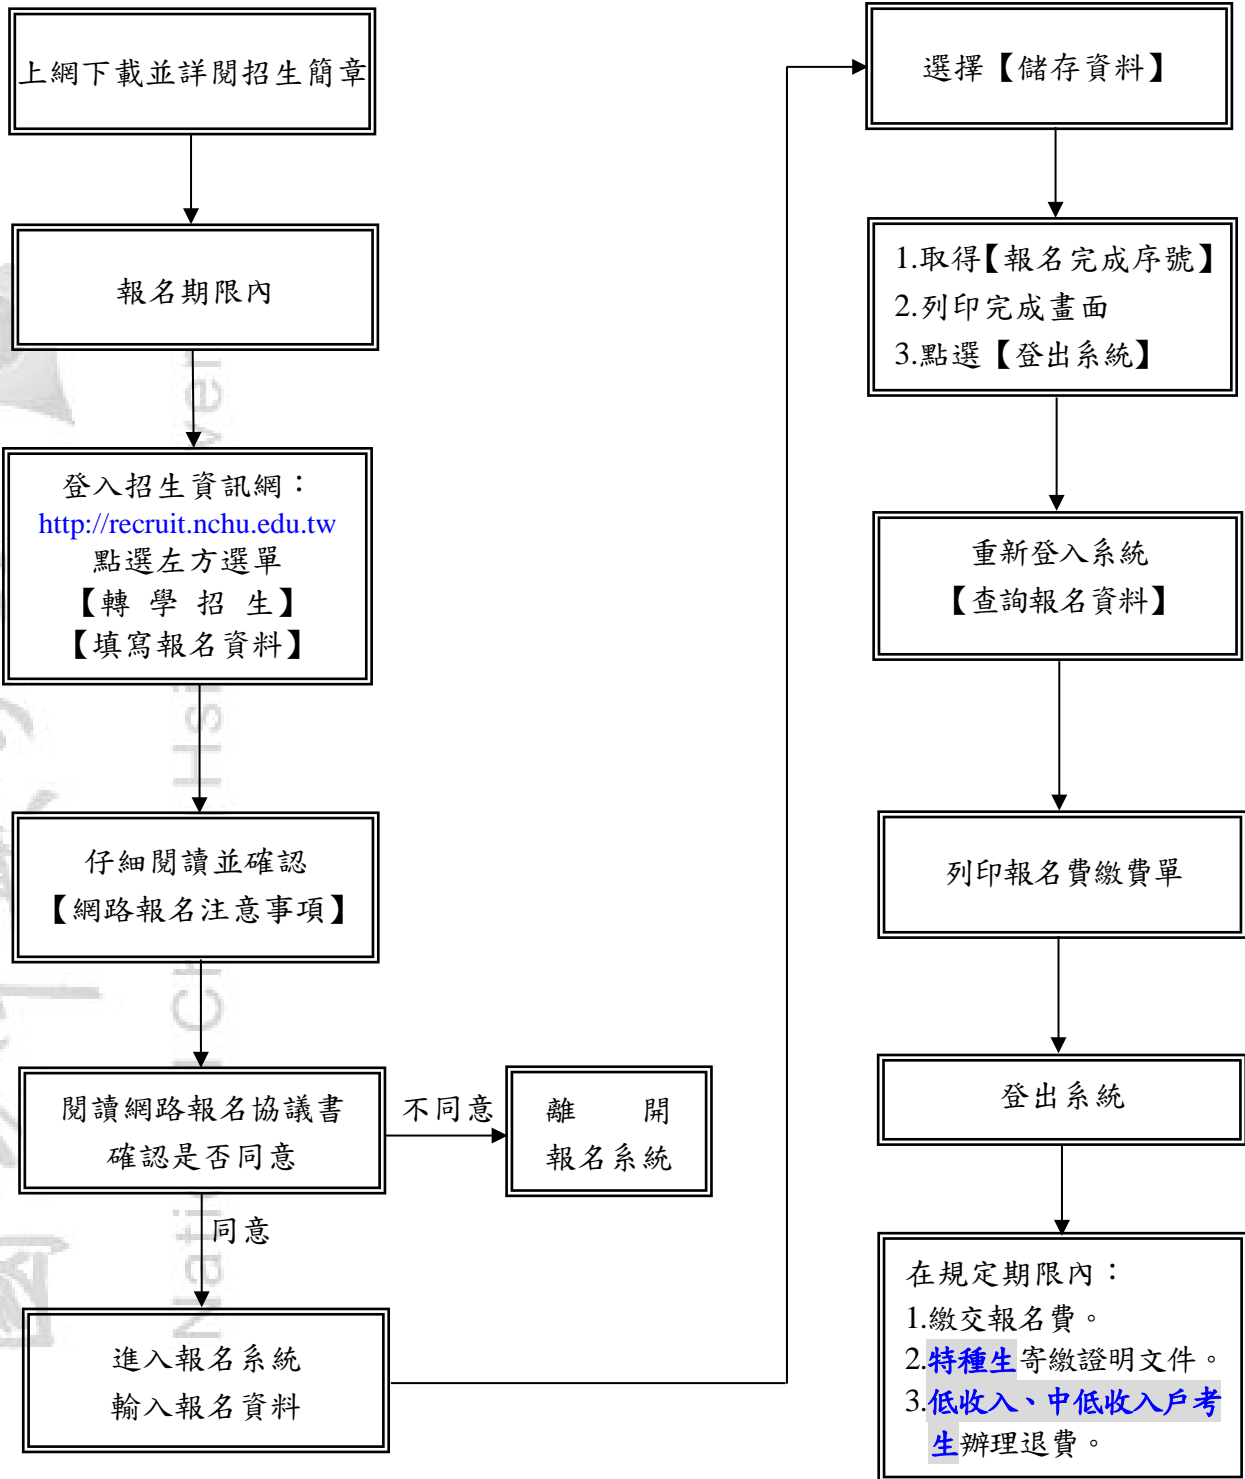 上網下載並詳閱招生簡章
報名期限內
登入招生資訊網：
http://recruit.nchu.edu.tw
點選左方選單
【轉 學 招 生】
【填寫報名資料】
仔細閱讀並確認
【網路報名注意事項】
閱讀網路報名協議書
確認是否同意
不同意
離 開
報名系統
同意
進入報名系統
輸入報名資料
選擇【儲存資料】
1.取得【報名完成序號】
2.列印完成畫面
3.點選【登出系統】
重新登入系統
【查詢報名資料】
列印報名費繳費單
登出系統
在規定期限內：
1.繳交報名費。
2.特種生寄繳證明文件。
3.低收入、中低收入戶考
生辦理退費。